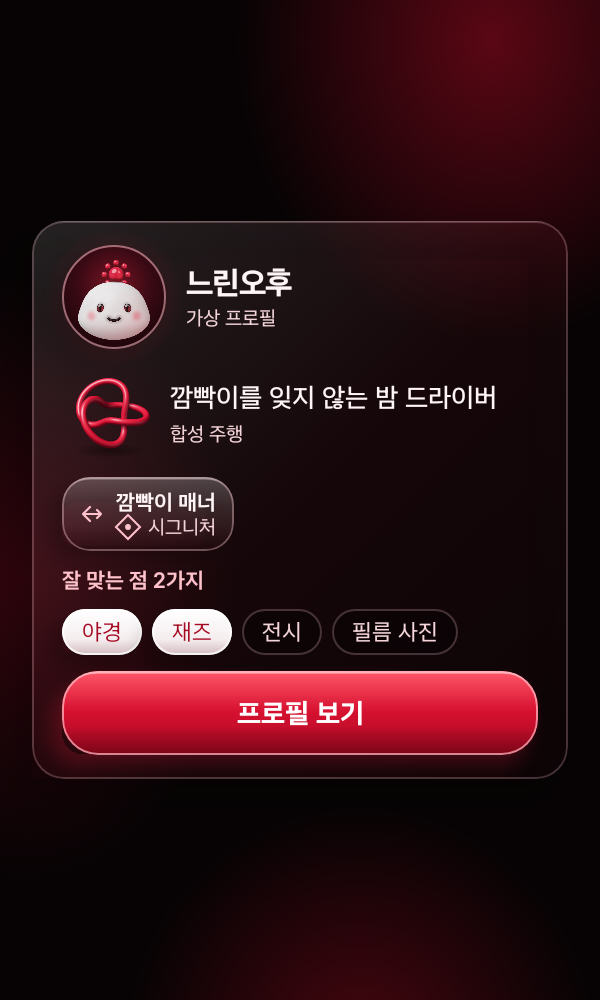 느린오후
가상 프로필
깜빡이를 잊지 않는 밤 드라이버
합성 주행
깜빡이 매너
시그니처
잘 맞는 점 2가지
야경 재즈 전시 필름 사진
프로필 보기